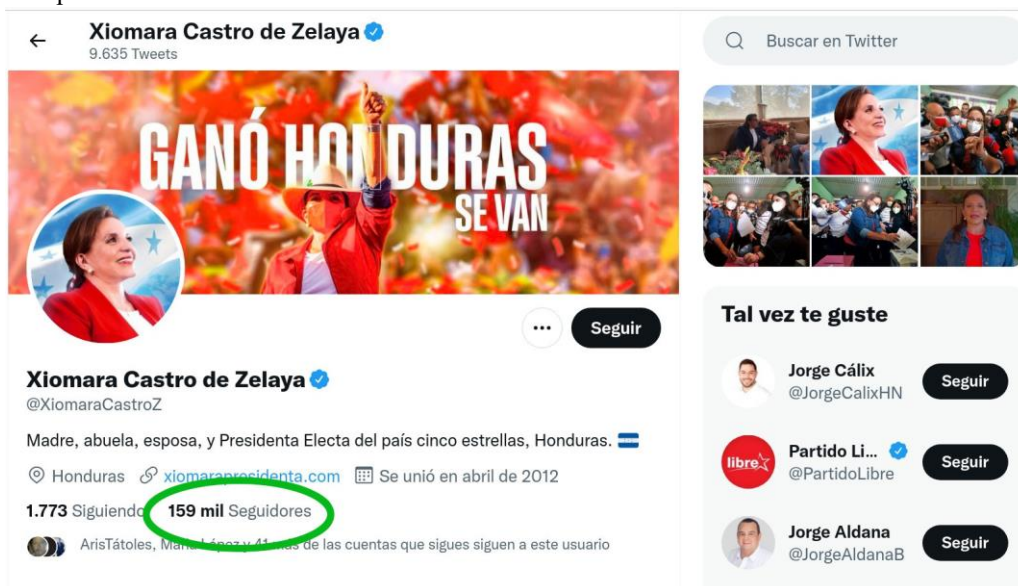 Xiomara Castro de Zelaya
9.635 Tweets
GANÓ HONDURAS
SE VAN
Seguir
Xiomara Castro de Zelaya
@XiomaraCastroZ
Madre, abuela, esposa, y Presidenta Electa del país cinco estrellas, Honduras.
Honduras xiomarapresidenta.com Se unió en abril de 2012
1.773 Siguiendo 159 mil Seguidores
ArisTátoles, María López y 41 más de las cuentas que sigues siguen a este usuario
Buscar en Twitter
Tal vez te guste
Jorge Cálix
@JorgeCalixHN
Seguir
libre
Partido Li...
@PartidoLibre
Seguir
Jorge Aldana
@JorgeAldanaB
Seguir